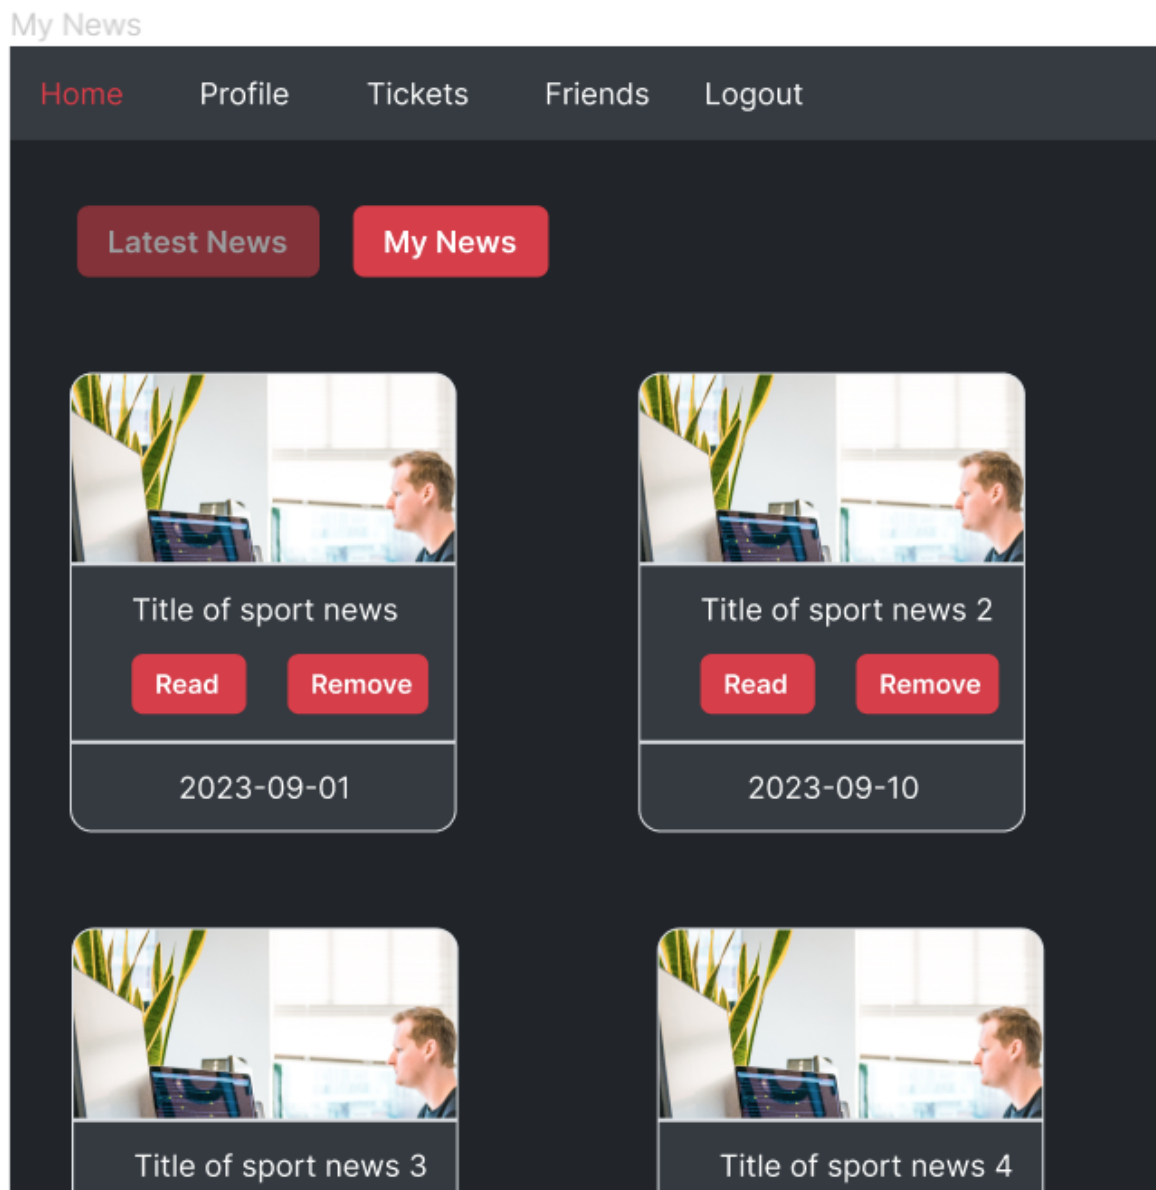 My News
Home Profile Tickets Friends Logout
Latest News My News
Title of sport news
Read Remove
2023-09-01
Title of sport news 2
Read Remove
2023-09-10
Title of sport news 3
Title of sport news 4